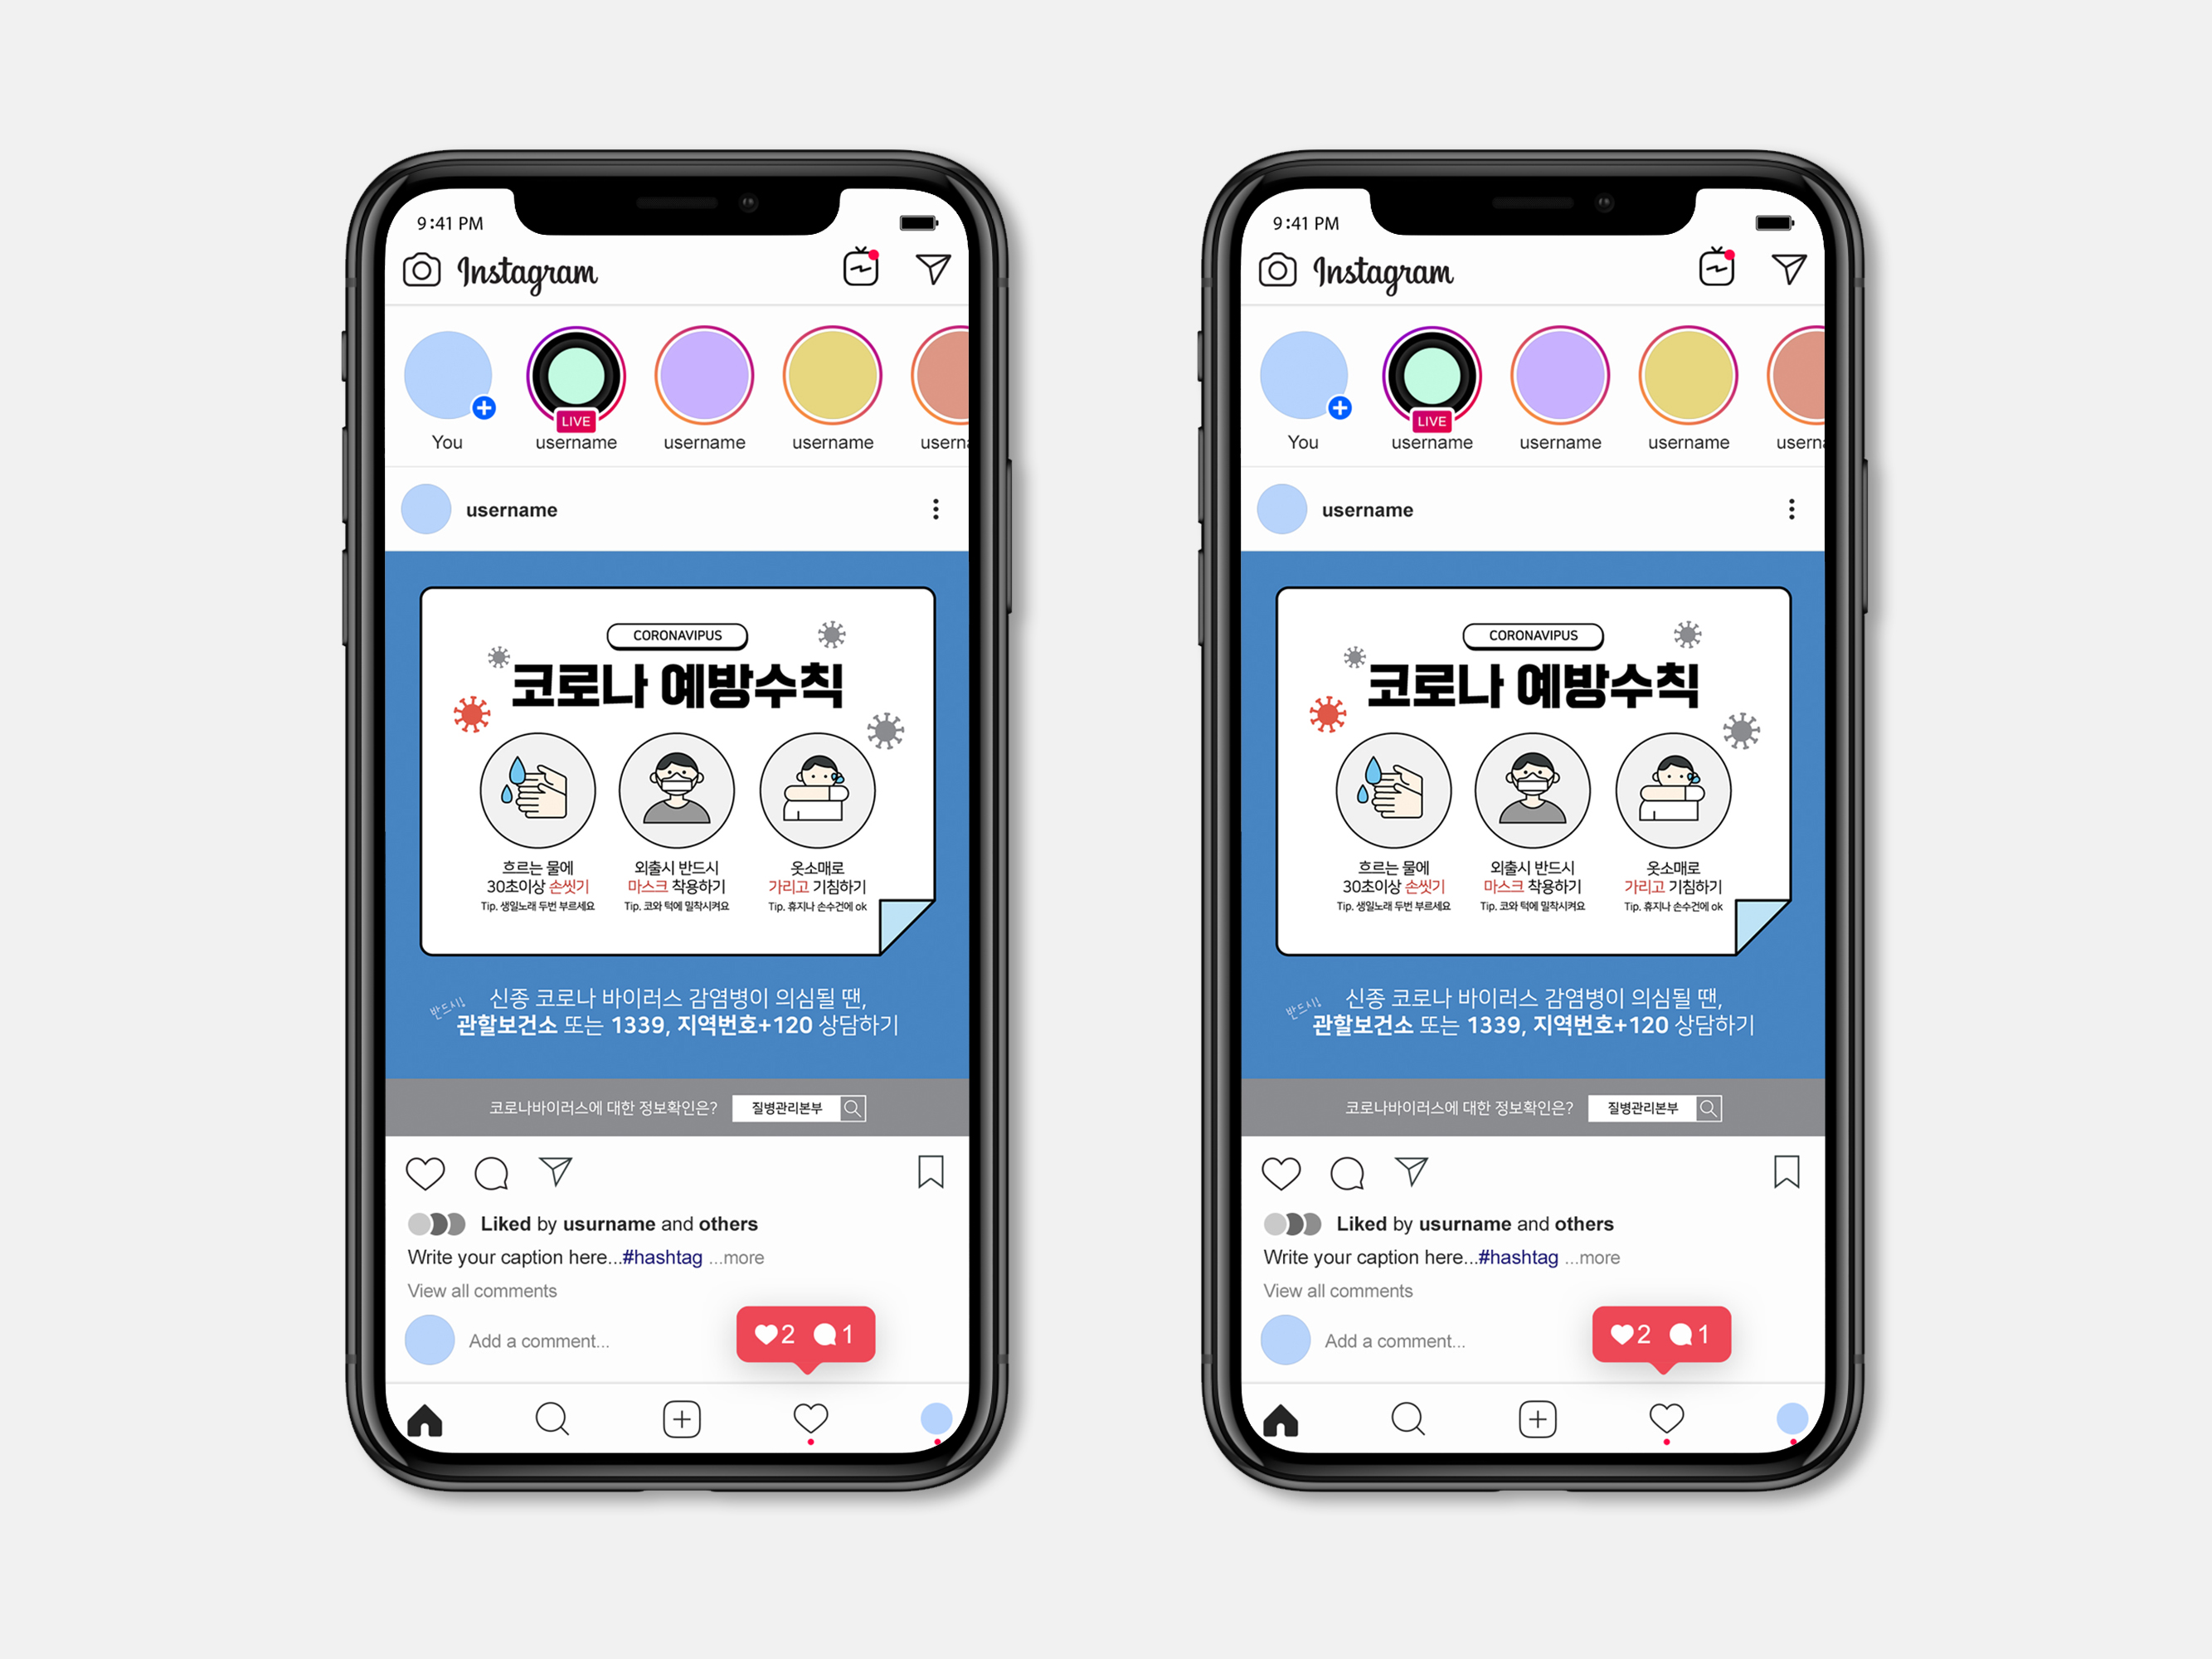 9:41 PM
Instagram
LIVE
You username username username userna
username
CORONAVIPUS
코로나 예방수칙
흐르는 물에
30초이상 손씻기
Tip. 생일노래 두번 부르세요
외출시 반드시
마스크 착용하기
Tip. 코와 턱에 밀착시켜요
옷소매로
가리고 기침하기
Tip. 휴지나 손수건에 ok
반드시!
신종 코로나 바이러스 감염병이 의심될 땐,
관할보건소 또는 1339, 지역번호+120 상담하기
코로나바이러스에 대한 정보확인은? 질병관리본부
Liked by usurname and others
Write your caption here...#hashtag ...more
View all comments
Add a comment...
2 1
9:41 PM
Instagram
LIVE
You username username username usern
username
CORONAVIPUS
코로나 예방수칙
흐르는 물에
30초이상 손씻기
Tip. 생일노래 두번 부르세요
외출시 반드시
마스크 착용하기
Tip. 코와 턱에 밀착시켜요
옷소매로
가리고 기침하기
Tip. 휴지나 손수건에 ok
반드시!
신종 코로나 바이러스 감염병이 의심될 땐,
관할보건소 또는 1339, 지역번호+120 상담하기
코로나바이러스에 대한 정보확인은? 질병관리본부
Liked by usurname and others
Write your caption here...#hashtag ...more
View all comments
Add a comment...
2 1